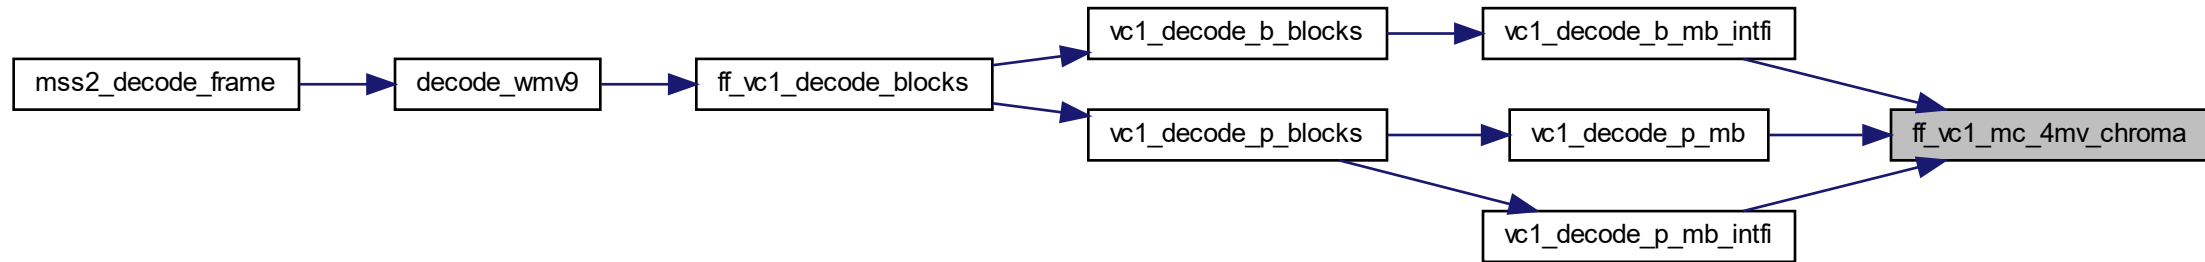 mss2_decode_frame
decode_wmv9
ff_vc1_decode_blocks
vc1_decode_b_blocks
vc1_decode_b_mb_intfi
vc1_decode_p_blocks
vc1_decode_p_mb
vc1_decode_p_mb_intfi
ff_vc1_mc_4mv_chroma